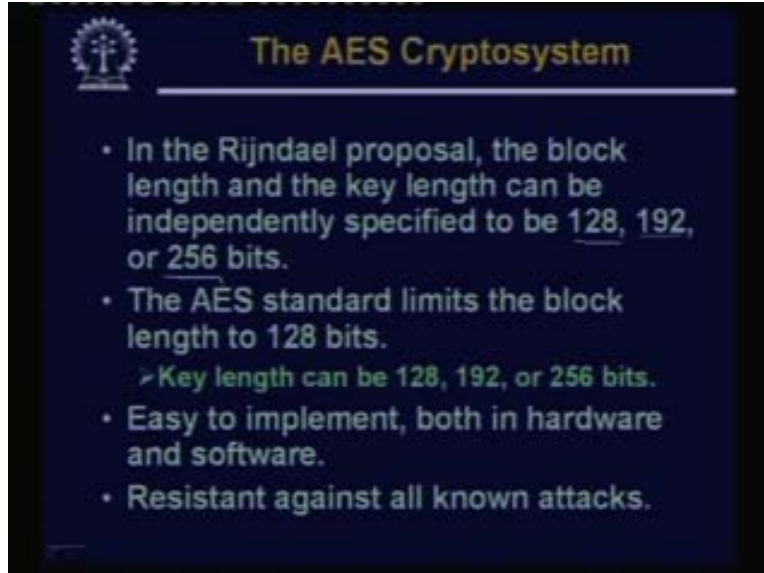 The AES Cryptosystem
• In the Rijndael proposal, the block
length and the key length can be
independently specified to be 128, 192,
or 256 bits.
• The AES standard limits the block
length to 128 bits.
➢Key length can be 128, 192, or 256 bits.
• Easy to implement, both in hardware
and software.
• Resistant against all known attacks.